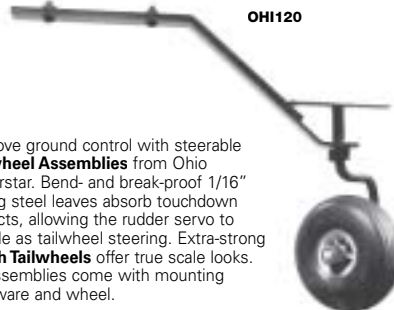 OHI120
ove ground control with steerable
wheel Assemblies from Ohio
rstar. Bend- and break-proof 1/16"
g steel leaves absorb touchdown
cts, allowing the rudder servo to
le as tailwheel steering. Extra-strong
h Tailwheels offer true scale looks.
ssemblies come with mounting
ware and wheel.